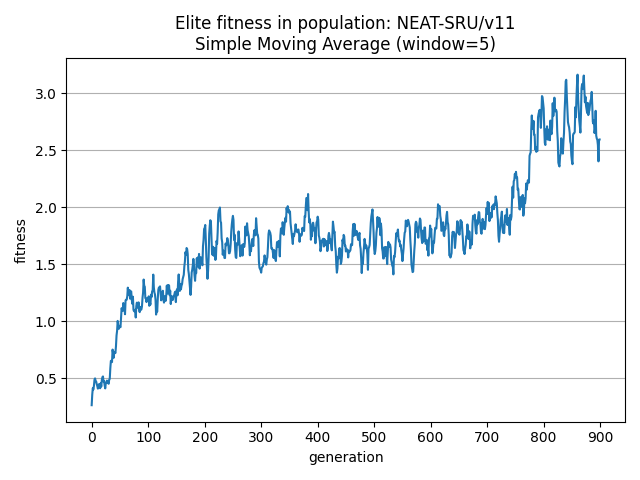 Elite fitness in population: NEAT-SRU/v11
Simple Moving Average (window=5)
fitness
3.0
2.5
2.0
1.5
1.0
0.5
0 100 200 300 400 500 600 700 800 900
generation